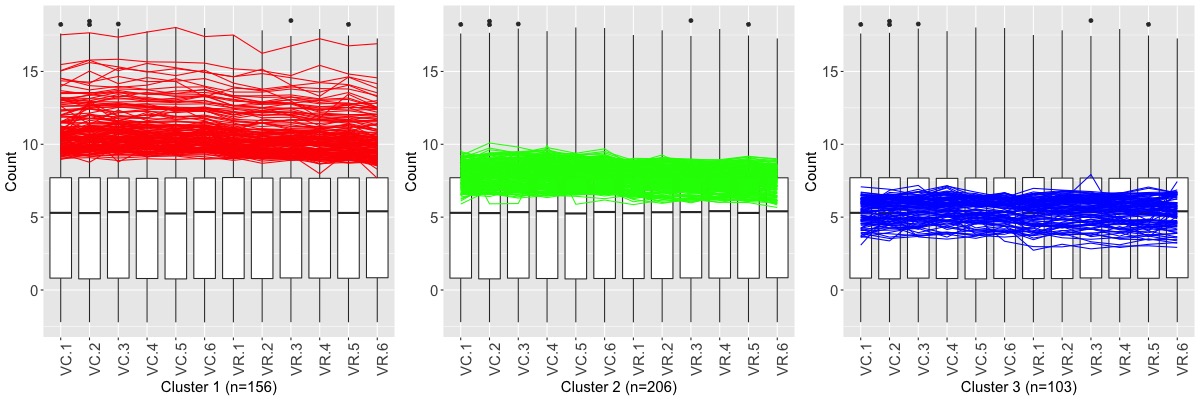 Count
15
10
5
0
VC.1 VC.2 VC.3 VC.4 VC.5 VC.6 VR.1 VR.2 VR.3 VR.4 VR.5 VR.6
Cluster 1 (n=156)
Count
15
10
5
0
VC.1 VC.2 VC.3 VC.4 VC.5 VC.6 VR.1 VR.2 VR.3 VR.4 VR.5 VR.6
Cluster 2 (n=206)
Count
15
10
5
0
VC.1 VC.2 VC.3 VC.4 VC.5 VC.6 VR.1 VR.2 VR.3 VR.4 VR.5 VR.6
Cluster 3 (n=103)